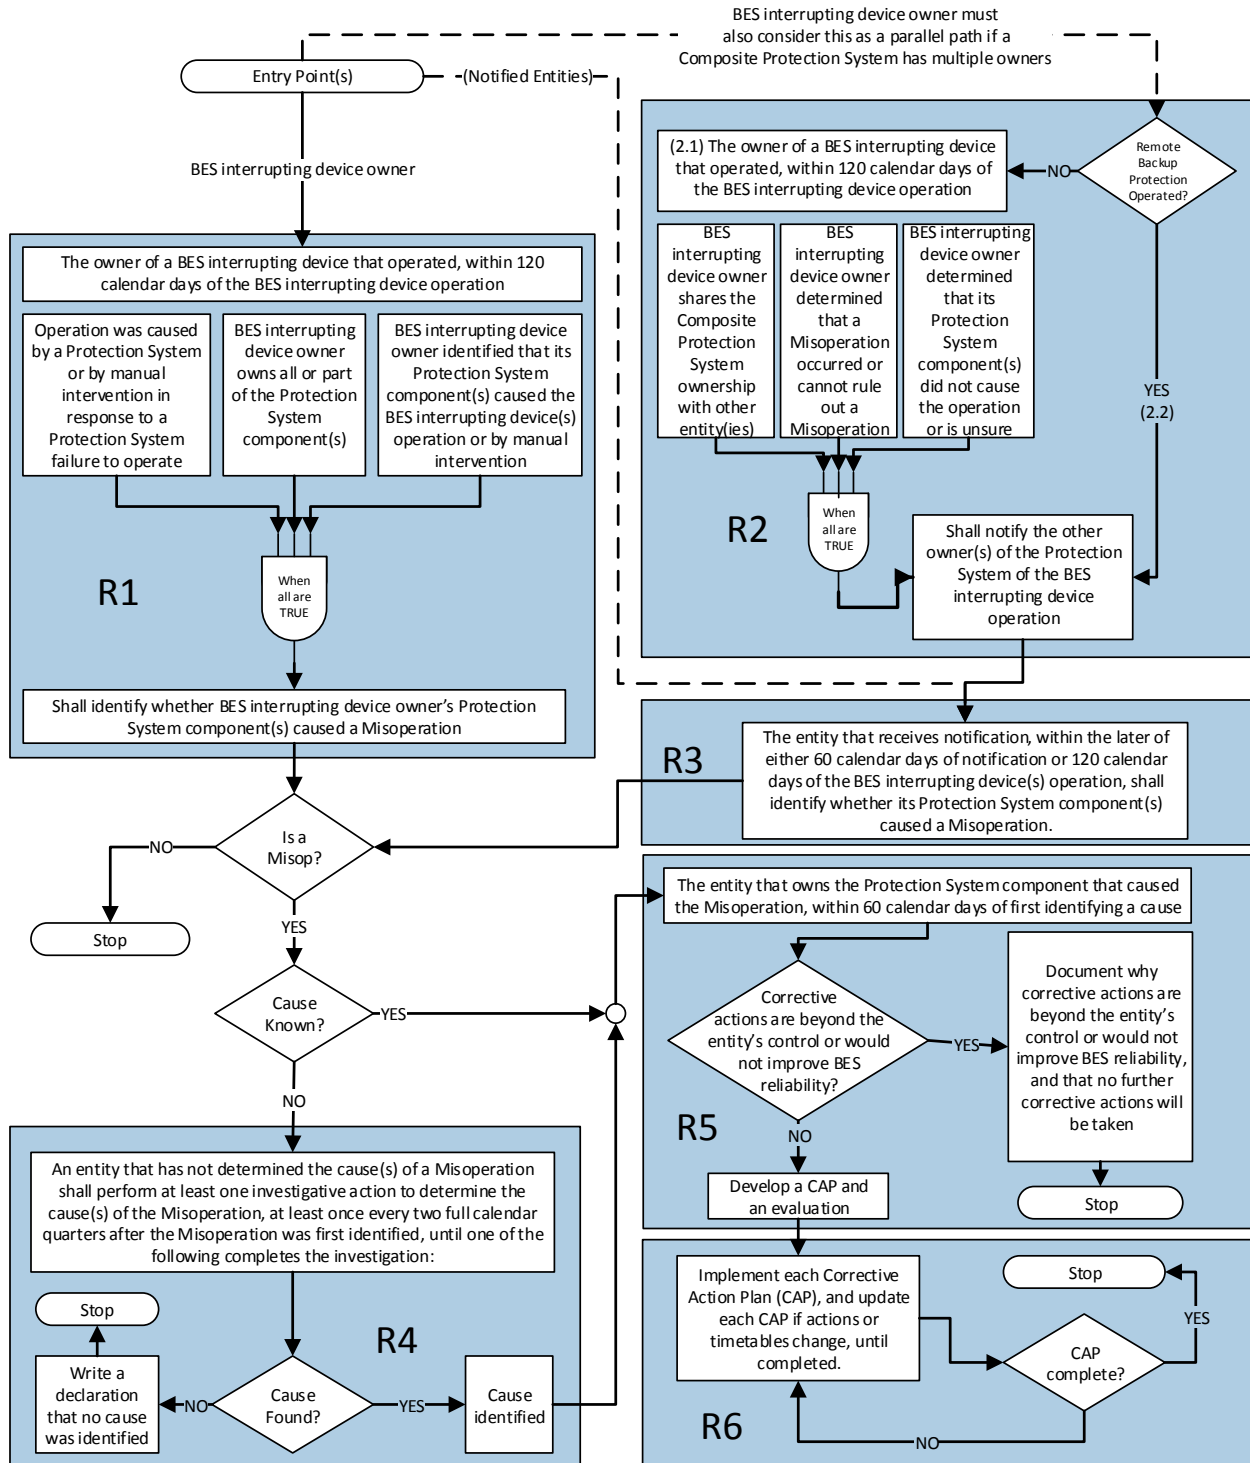 BES interrupting device owner must
also consider this as a parallel path if a
Composite Protection System has multiple owners
Entry Point(s)
(Notified Entities)
BES interrupting device owner
The owner of a BES interrupting device that operated, within 120
calendar days of the BES interrupting device operation
Operation was caused
by a Protection System
or by manual
intervention in
response to a
Protection System
failure to operate
BES interrupting
device owner
owns all or part
of the Protection
System
component(s)
BES interrupting device
owner identified that its
Protection System
component(s) caused the
BES interrupting device(s)
operation or by manual
intervention
When
all are
TRUE
R1
Shall identify whether BES interrupting device owner’s Protection
System component(s) caused a Misoperation
Remote
Backup
Protection
Operated?
NO
(2.1) The owner of a BES interrupting device
that operated, within 120 calendar days of
the BES interrupting device operation
BES
interrupting
device owner
shares the
Composite
Protection
System
ownership
with other
entity(ies)
BES
interrupting
device owner
determined
that a
Misoperation
occurred or
cannot rule
out a
Misoperation
BES interrupting
device owner
determined
that its
Protection
System
component(s)
did not cause
the operation
or is unsure
YES
(2.2)
When
all are
TRUE
R2
Shall notify the other
owner(s) of the Protection
System of the BES
interrupting device
operation
R3
The entity that receives notification, within the later of
either 60 calendar days of notification or 120 calendar
days of the BES interrupting device(s) operation, shall
identify whether its Protection System component(s)
caused a Misoperation.
Is a
Misop?
NO
Stop
YES
Cause
Known?
YES
NO
An entity that has not determined the cause(s) of a Misoperation
shall perform at least one investigative action to determine the
cause(s) of the Misoperation, at least once every two full calendar
quarters after the Misoperation was first identified, until one of the
following completes the investigation:
R4
Stop
Write a
declaration
that no cause
was identified
NO
Cause
Found?
YES
Cause
identified
The entity that owns the Protection System component that caused
the Misoperation, within 60 calendar days of first identifying a cause
Corrective
actions are beyond the
entity’s control or would
not improve BES
reliability?
YES
Document why
corrective actions are
beyond the entity’s
control or would not
improve BES reliability,
and that no further
corrective actions will
be taken
Stop
R5
NO
Develop a CAP and
an evaluation
Implement each Corrective
Action Plan (CAP), and update
each CAP if actions or
timetables change, until
completed.
Stop
YES
CAP
complete?
NO
R6